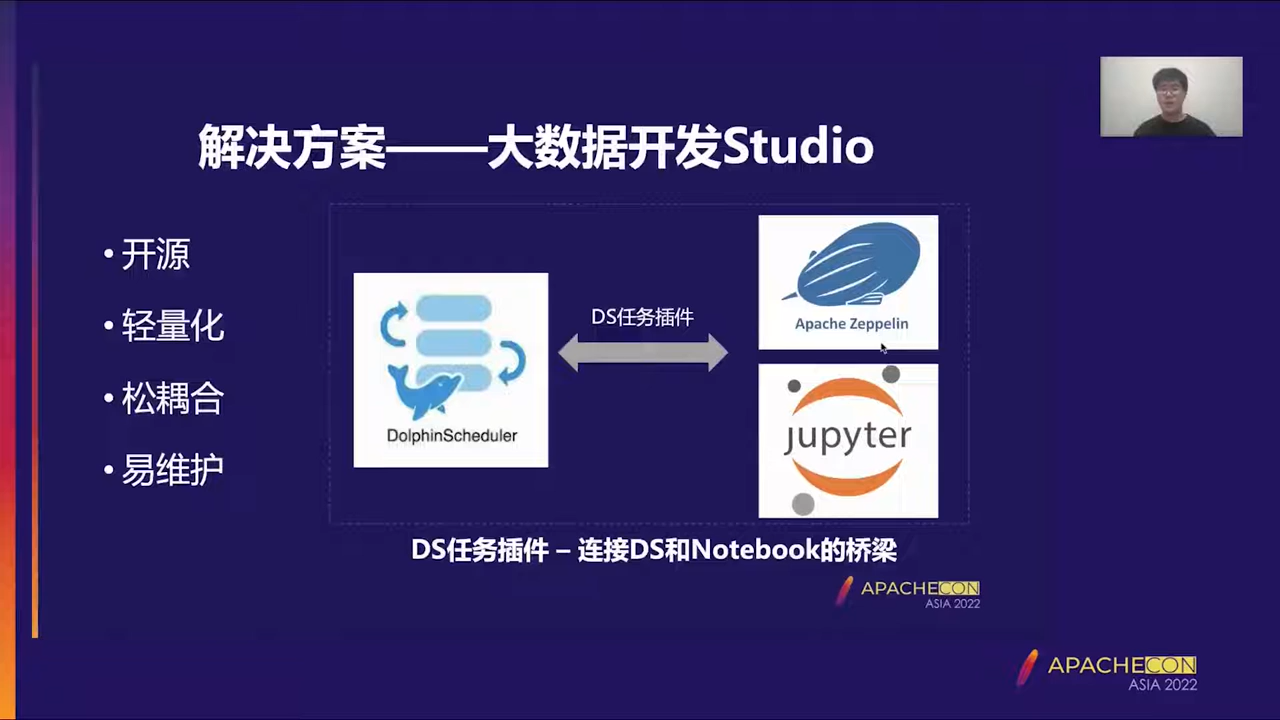 解决方案——大数据开发Studio
• 开源
• 轻量化
• 松耦合
• 易维护
DolphinScheduler
DS任务插件
Apache Zeppelin
jupyter
DS任务插件 – 连接DS和Notebook的桥梁
APACHECON
ASIA 2022
APACHECON
ASIA 2022